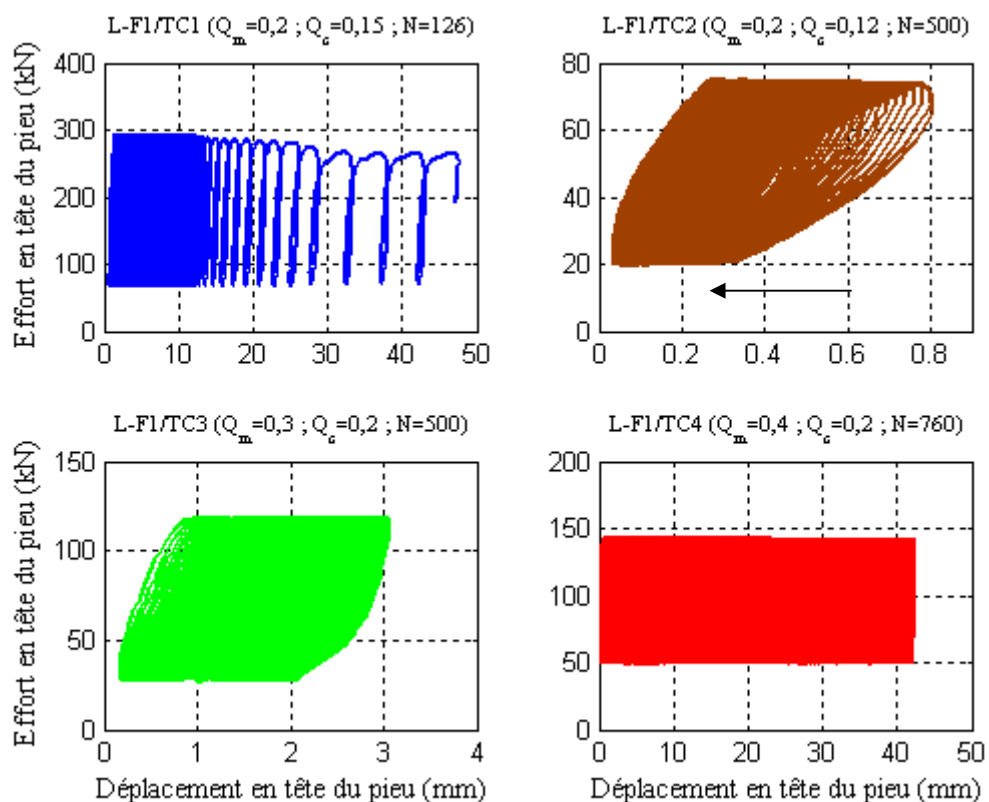 L-F1/TC1 (Qm=0,2 ; Qc=0,15 ; N=126)
Effort en tête du pieu (kN)
400
300
200
100
0
0 10 20 30 40 50
L-F1/TC2 (Qm=0,2 ; Qc=0,12 ; N=500)
80
60
40
20
0
0 0.2 0.4 0.6 0.8
L-F1/TC3 (Qm=0,3 ; Qc=0,2 ; N=500)
Effort en tête du pieu (kN)
150
100
50
0
0 1 2 3 4
Déplacement en tête du pieu (mm)
L-F1/TC4 (Qm=0,4 ; Qc=0,2 ; N=760)
200
150
100
50
0
0 10 20 30 40 50
Déplacement en tête du pieu (mm)